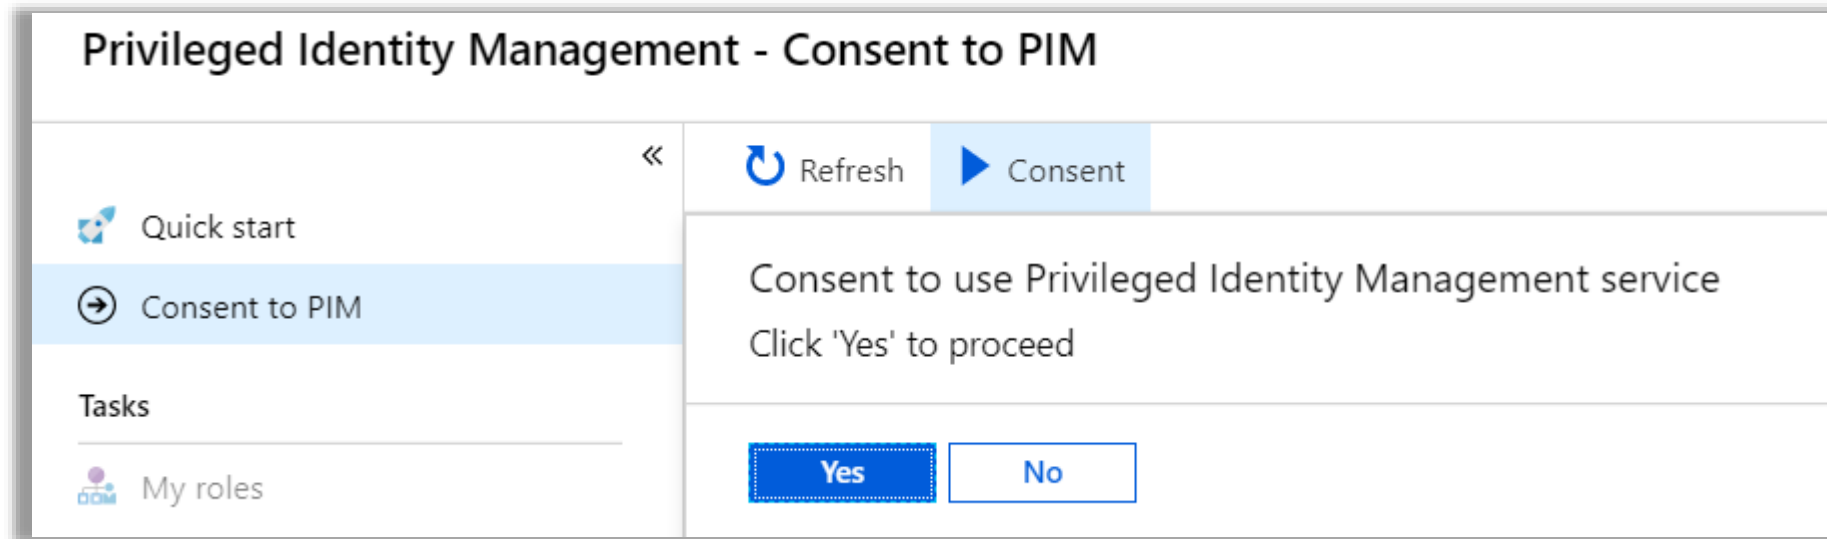 Privileged Identity Management - Consent to PIM
«
Quick start
Consent to PIM
Tasks
My roles
Refresh
Consent
Consent to use Privileged Identity Management service
Click 'Yes' to proceed
Yes
No